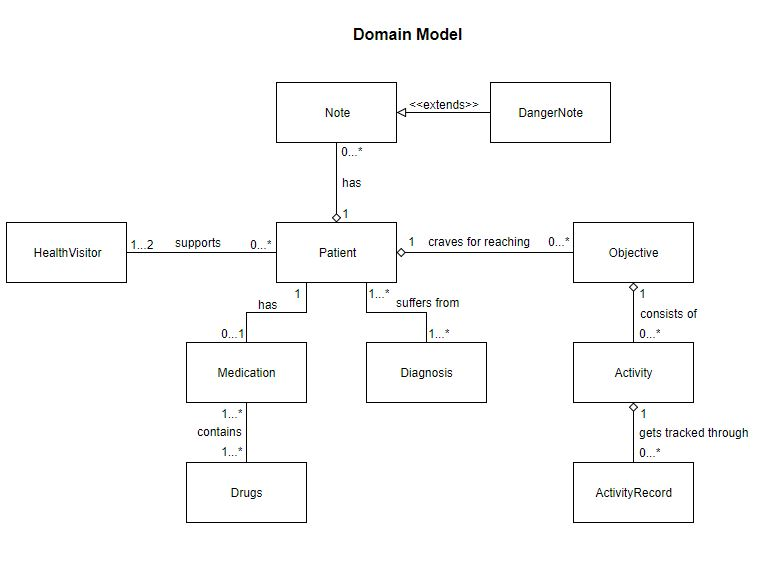 Domain Model
Note
<<extends>>
DangerNote
0...*
has
1
HealthVisitor
1...2
supports
0...*
Patient
1
craves for reaching
0...*
Objective
1
has
0...1
1...*
suffers from
1...*
1
consists of
0...*
Medication
Diagnosis
Activity
1...*
contains
1...*
1
gets tracked through
0...*
Drugs
ActivityRecord